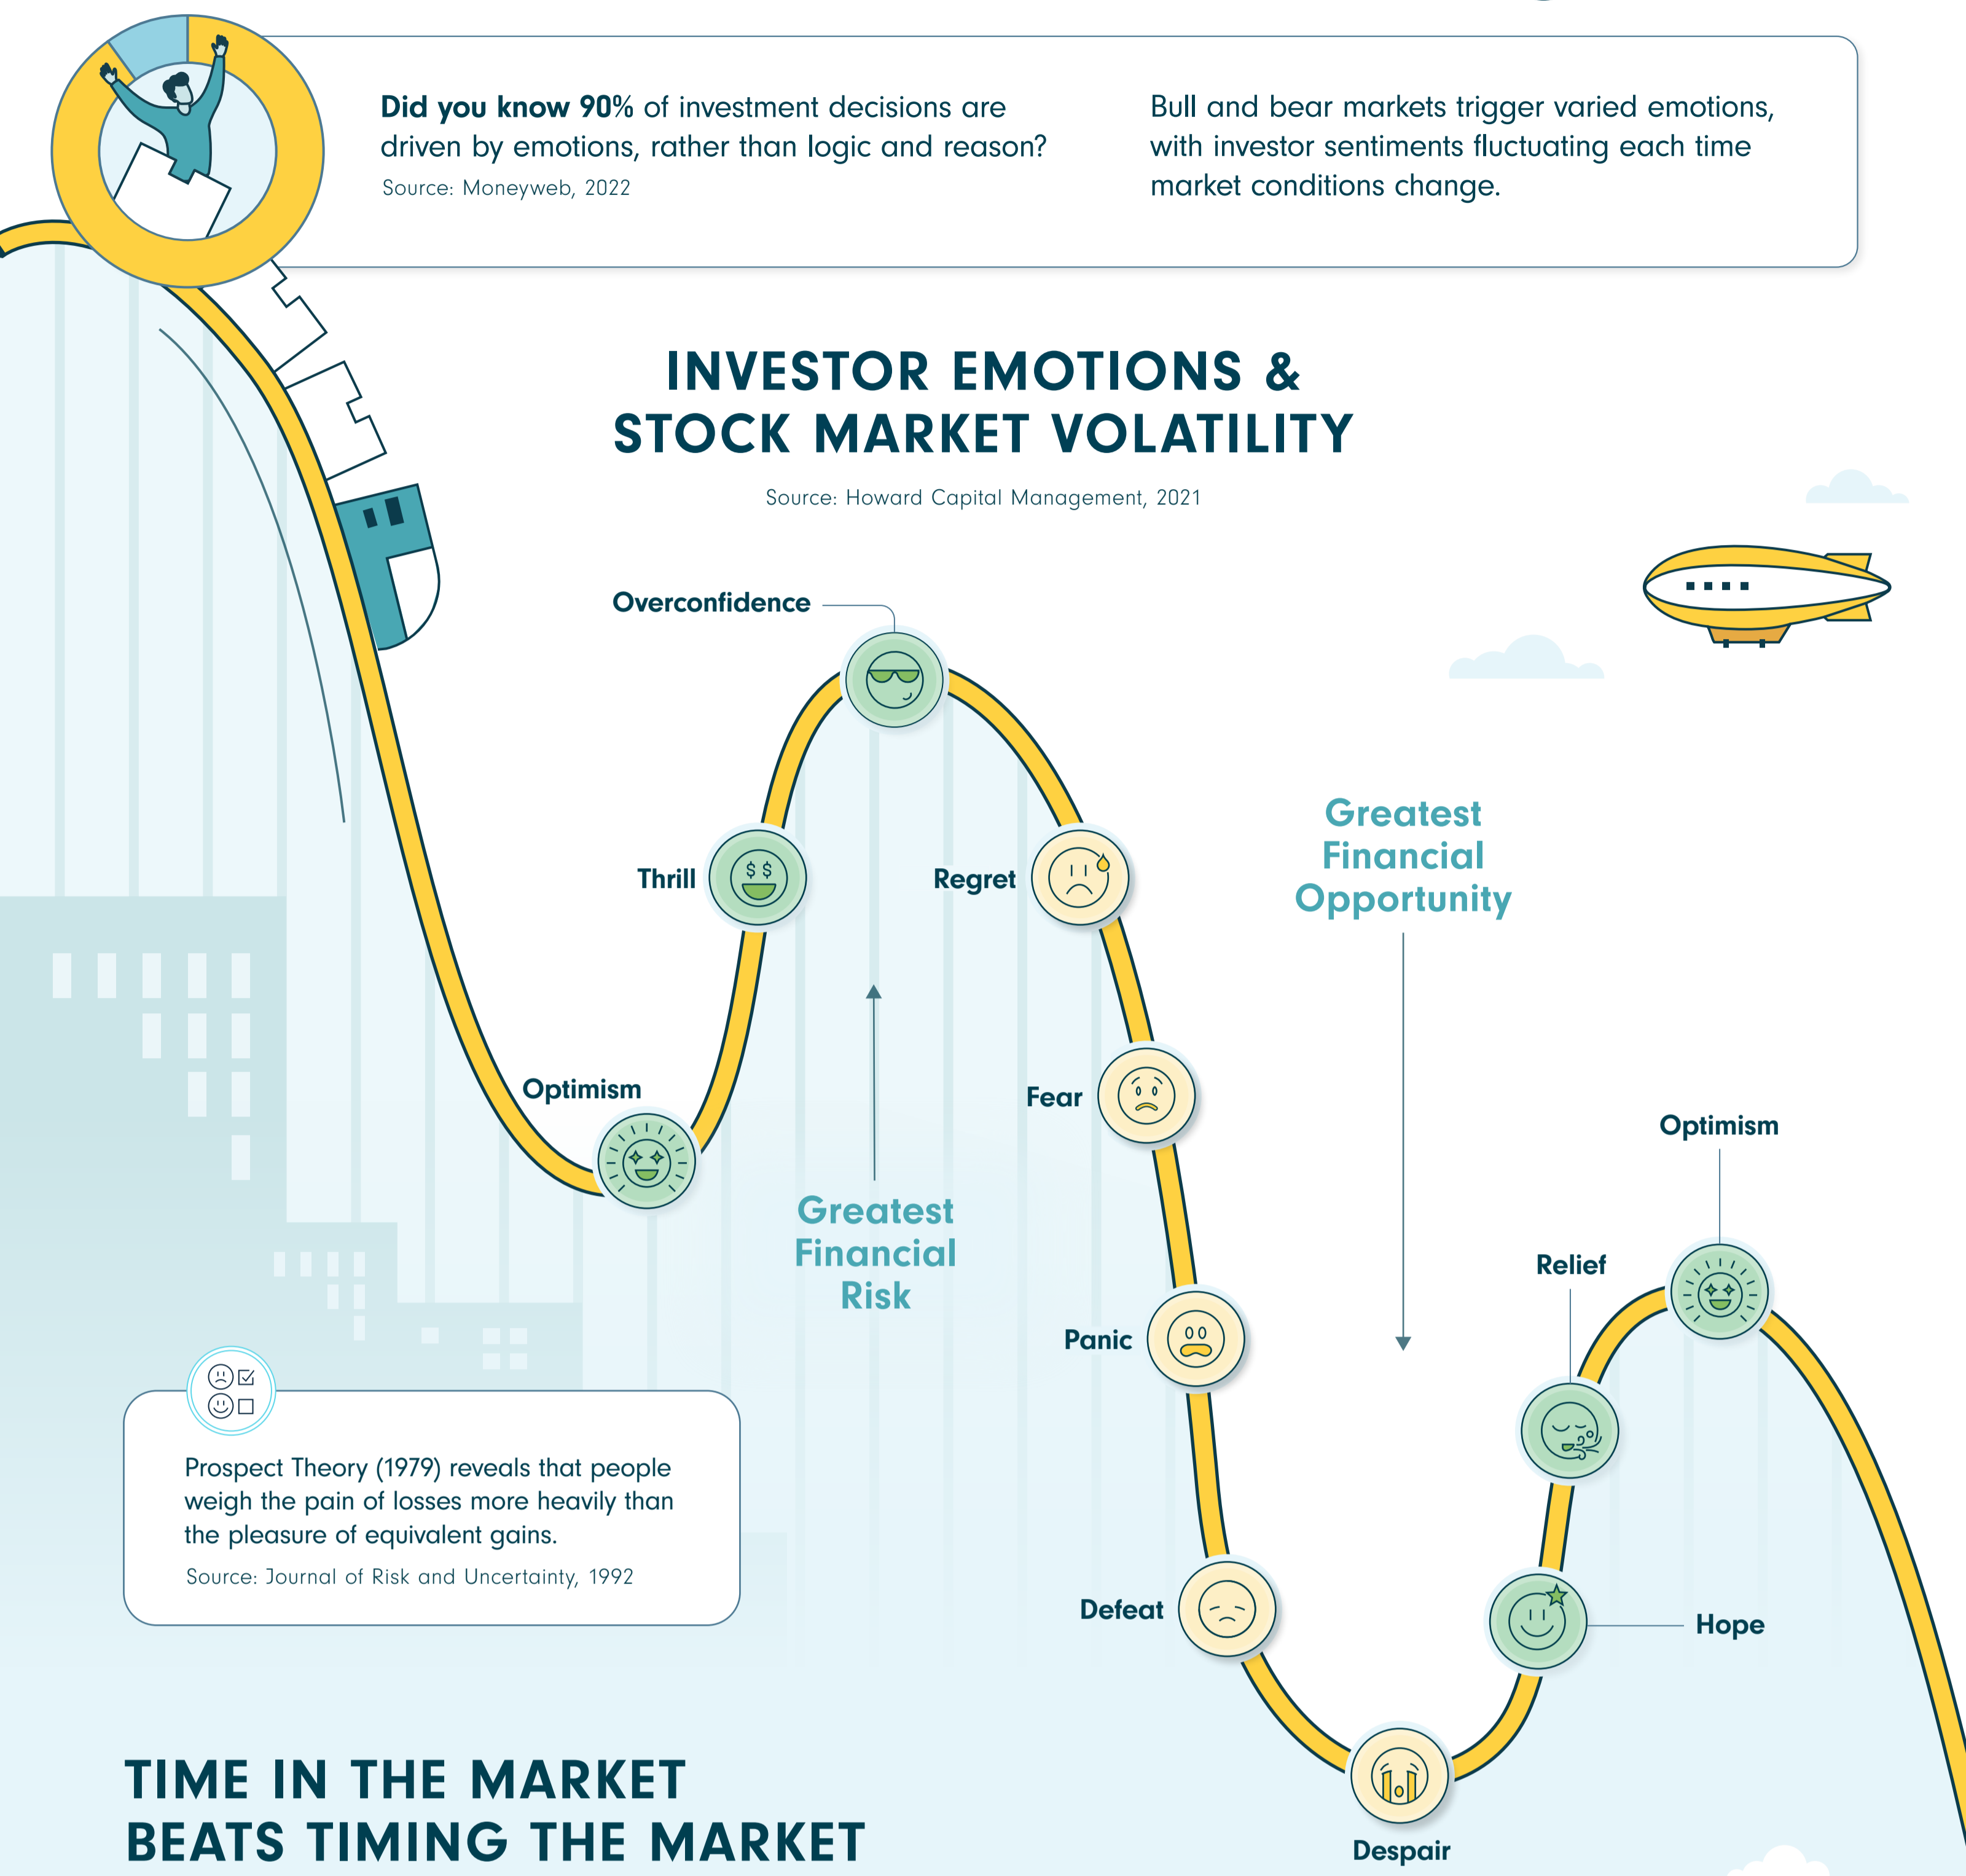 Did you know 90% of investment decisions are
driven by emotions, rather than logic and reason?
Source: Moneyweb, 2022
Bull and bear markets trigger varied emotions,
with investor sentiments fluctuating each time
market conditions change.
INVESTOR EMOTIONS &
STOCK MARKET VOLATILITY
Source: Howard Capital Management, 2021
Overconfidence
Thrill
$ $
Regret
Greatest
Financial
Opportunity
Optimism
Fear
Optimism
Greatest
Financial
Risk
Relief
Panic
Prospect Theory (1979) reveals that people
weigh the pain of losses more heavily than
the pleasure of equivalent gains.
Source: Journal of Risk and Uncertainty, 1992
Defeat
Hope
TIME IN THE MARKET
BEATS TIMING THE MARKET
Despair